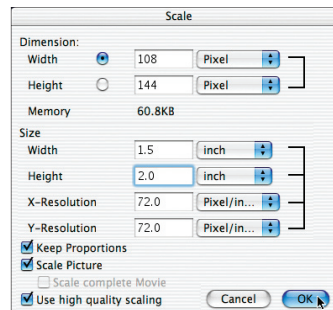 Scale
Dimension:
Width 108 Pixel
Height 144 Pixel
Memory 60.8KB
Size
Width 1.5 inch
Height 2.0 inch
X-Resolution 72.0 Pixel/in...
Y-Resolution 72.0 Pixel/in...
Keep Proportions
Scale Picture
Scale complete Movie
Use high quality scaling Cancel OK